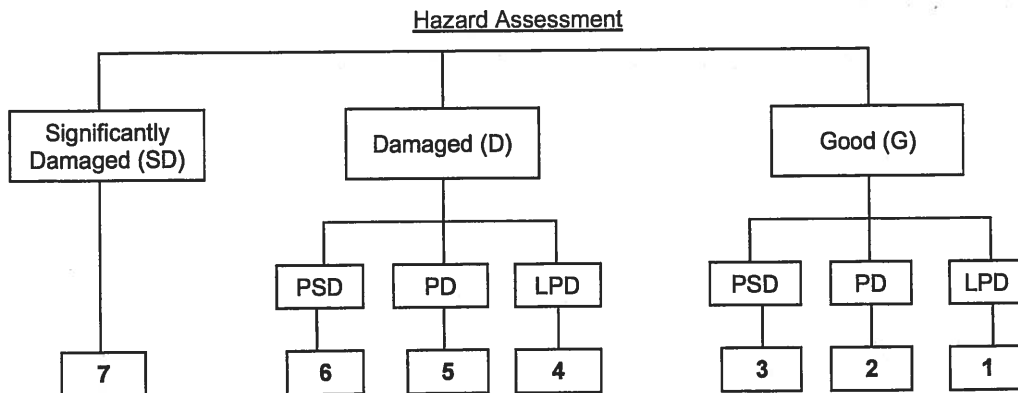 Hazard Assessment
Significantly
Damaged (SD)
Damaged (D)
Good (G)
PSD
PD
LPD
PSD
PD
LPD
7
6
5
4
3
2
1